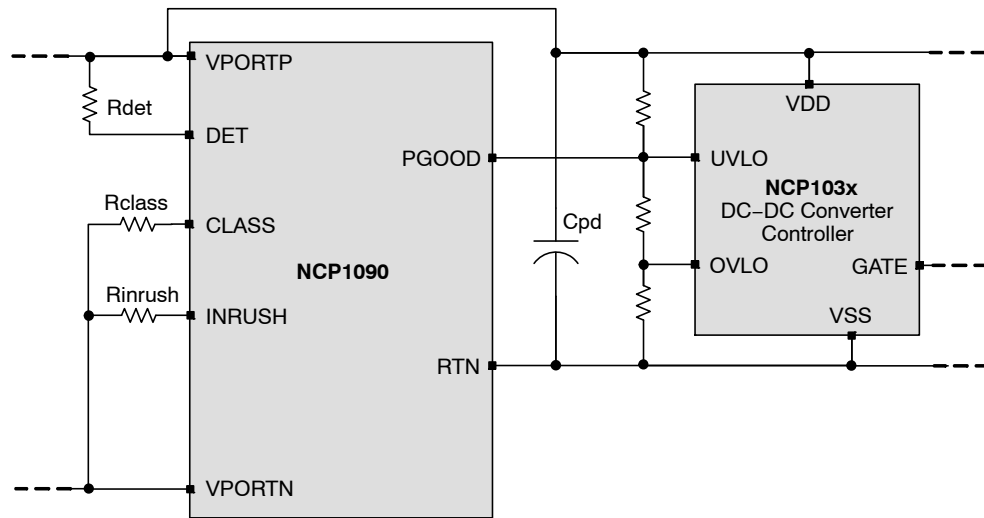 VPORTP
Rdet
DET
VDD
PGOOD
UVLO
NCP103x
DC−DC Converter
Controller
Rclass
CLASS
Cpd
NCP1090
OVLO
GATE
Rinrush
INRUSH
VSS
RTN
VPORTN